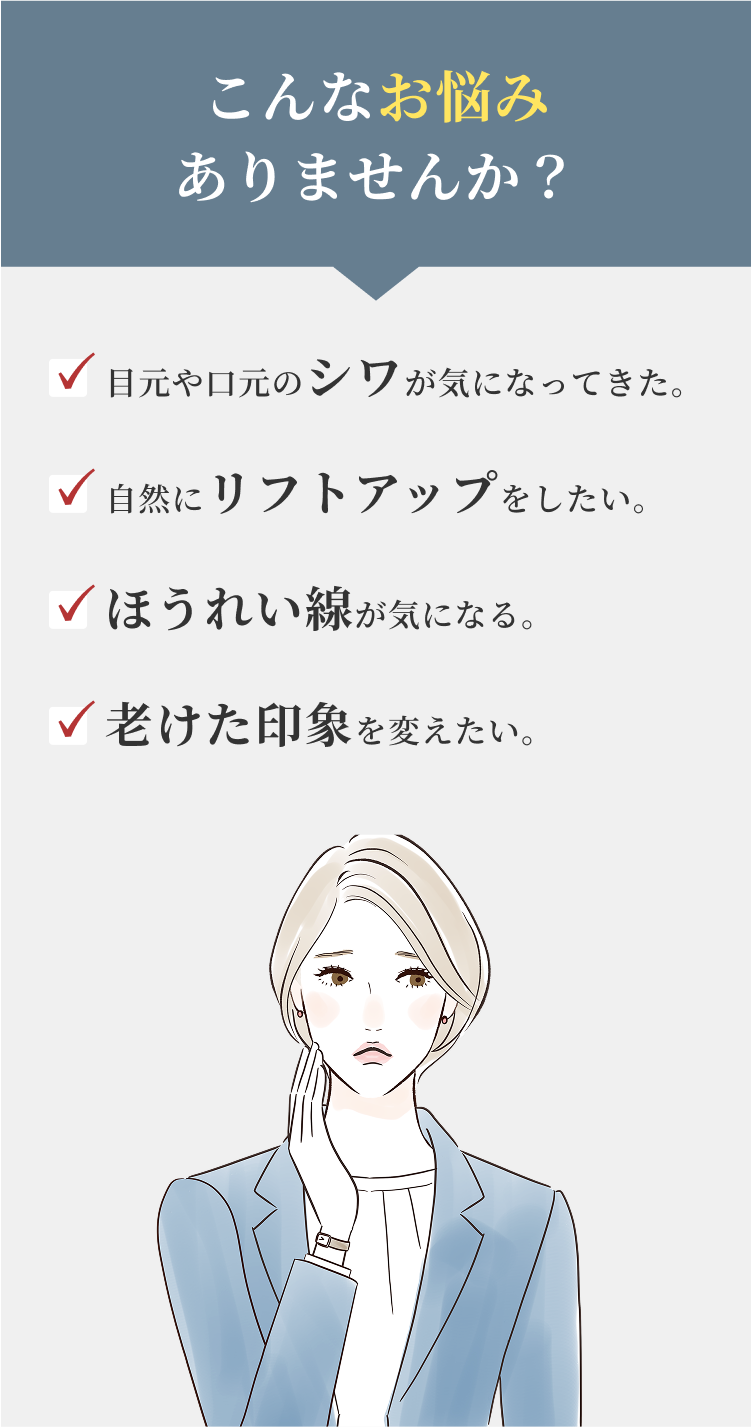 こんなお悩み
ありませんか？
目元や口元のシワが気になってきた。
自然にリフトアップをしたい。
ほうれい線が気になる。
老けた印象を変えたい。